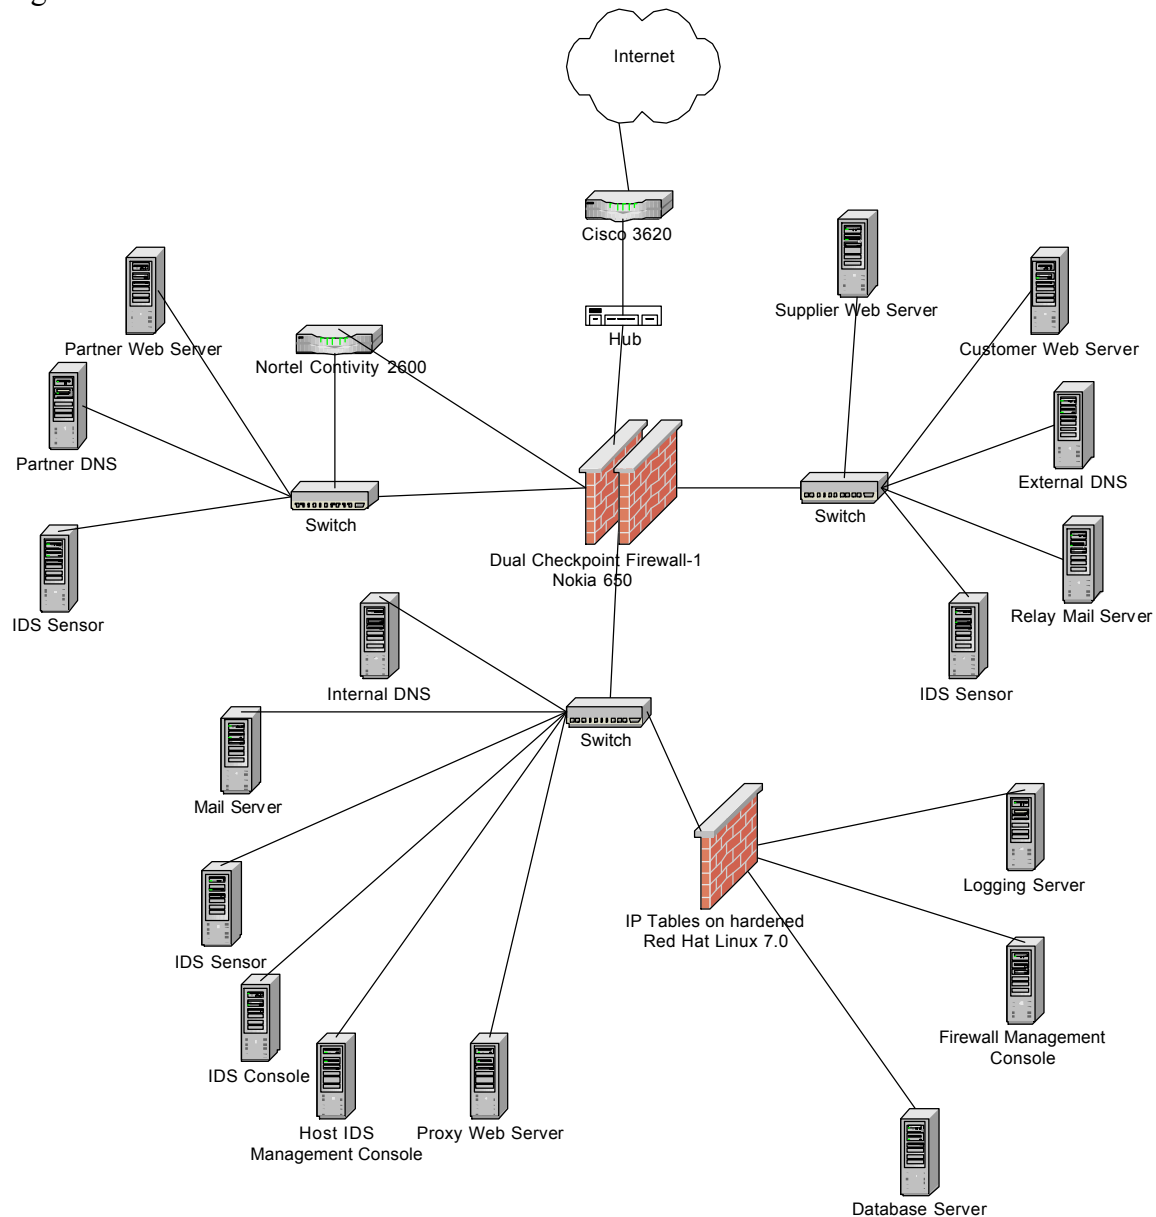 Internet
Cisco 3620
Supplier Web Server
Hub
Partner Web Server
Customer Web Server
Nortel Contivity 2600
Partner DNS
External DNS
Switch
Switch
Dual Checkpoint Firewall-1
Nokia 650
IDS Sensor
Relay Mail Server
Internal DNS
IDS Sensor
Switch
Mail Server
Logging Server
IP Tables on hardened
Red Hat Linux 7.0
IDS Sensor
Firewall Management
Console
IDS Console
Host IDS
Management Console
Proxy Web Server
Database Server